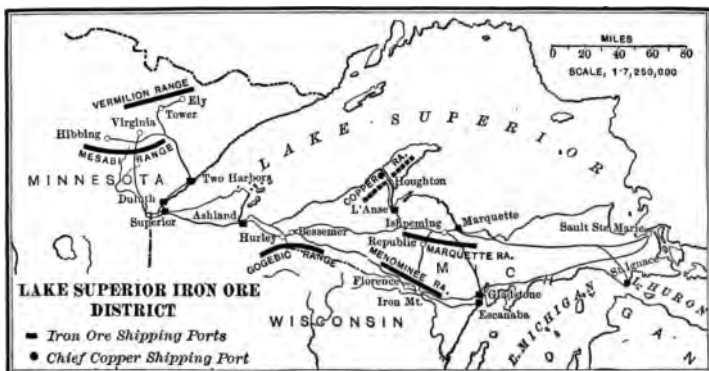 MILES
0 20 40 60 80
SCALE, 1:7,250,000
VERMILION RANGE
Ely
Tower
Virginia
Hibbing
MESABI RANGE
MINNESOTA
Two Harbors
Duluth
Superior
LAKE SUPERIOR
COPPER RA.
Houghton
L'Anse
Ashland
Hurley
Bessemer
GOGEBIC RANGE
Ishpeming
Marquette
Republic
MARQUETTE RA.
Sault Ste. Marie
St. Ignace
MENOMINEE RA.
Florence
Iron Mt.
Gladstone
Escanaba
WISCONSIN
M I C H I G A N
L. MICHIGAN
L. HURON
LAKE SUPERIOR IRON ORE
DISTRICT
Iron Ore Shipping Ports
Chief Copper Shipping Port